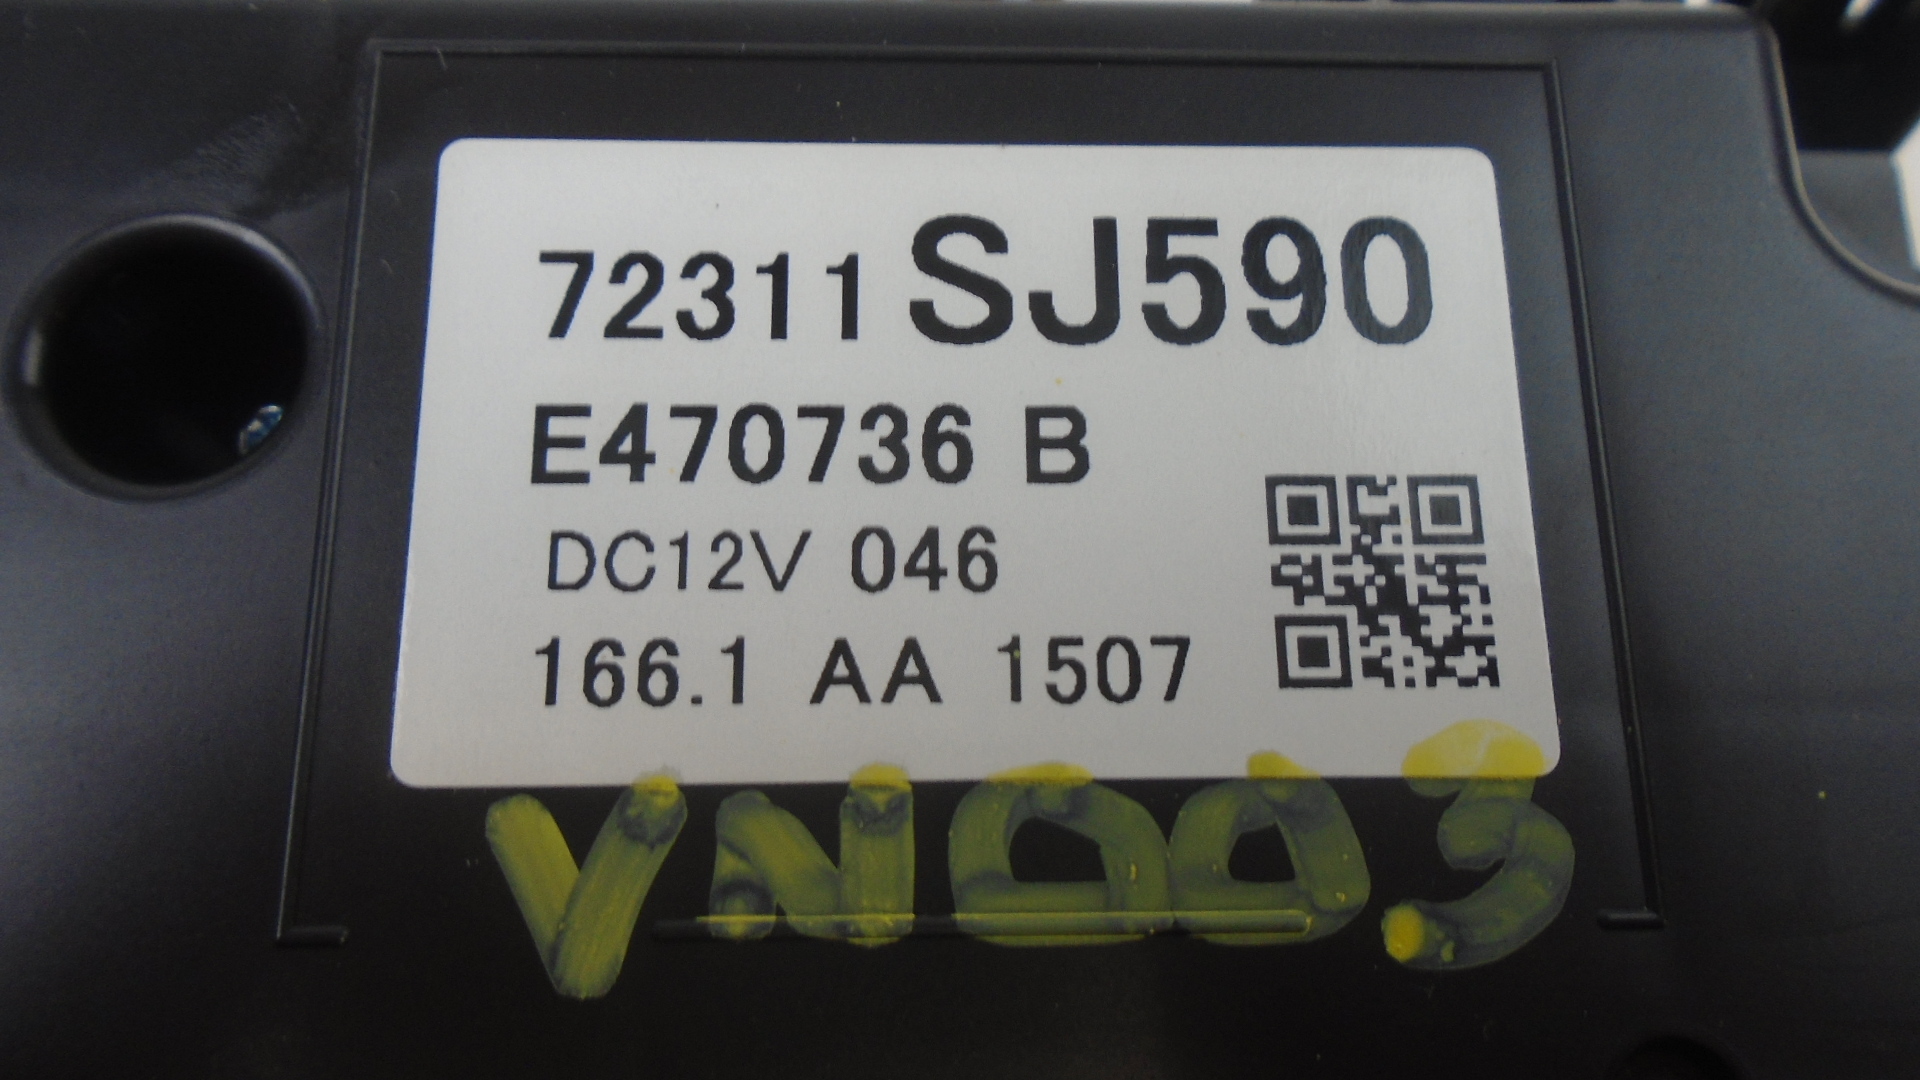 72311 SJ590
E470736 B
DC12V 046
166.1 AA 1507
VN003